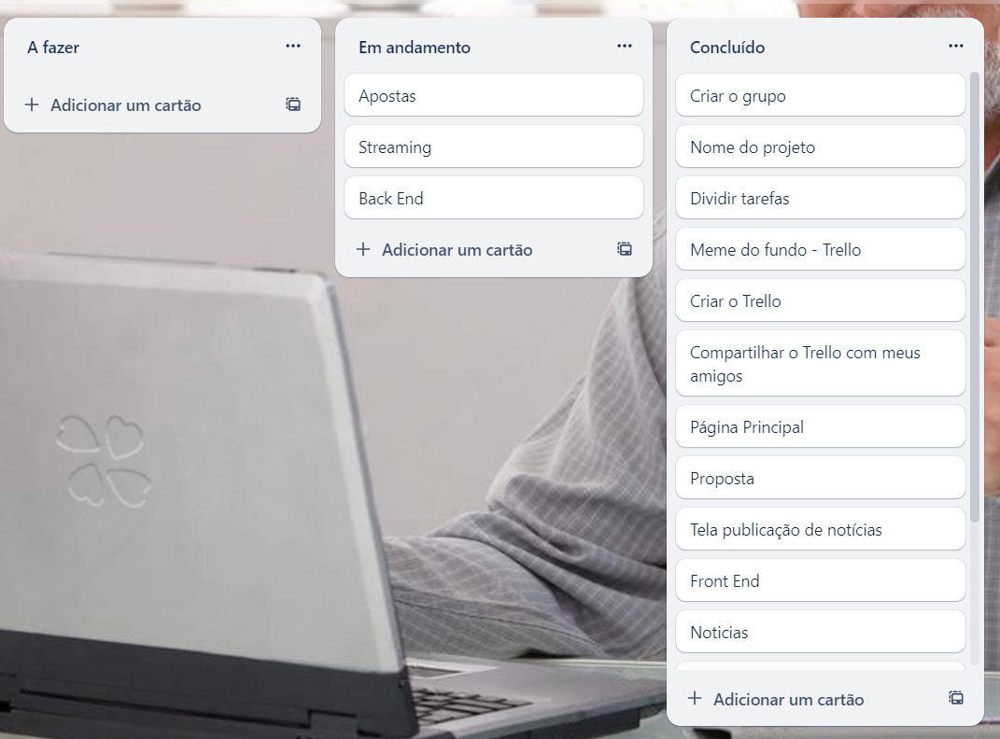 A fazer
Adicionar um cartão
Em andamento
Apostas
Streaming
Back End
Adicionar um cartão
Concluído
Criar o grupo
Nome do projeto
Dividir tarefas
Meme do fundo - Trello
Criar o Trello
Compartilhar o Trello com meus
amigos
Página Principal
Proposta
Tela publicação de notícias
Front End
Noticias
Adicionar um cartão